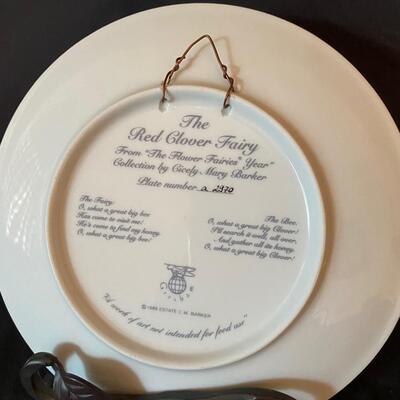 The
Red Clover Fairy
From "The Flower Fairies' Year"
Collection by Cicely Mary Barker
Plate number a 2970
The Fairy:
O, what a great big bee
Has come to visit me!
He's come to find my honey.
O, what a great big bee!
The Bee:
O, what a great big Clover!
I'll search it well, all over,
And gather all its honey.
O, what a great big Clover!
GRESHAM
© 1989 ESTATE C.M. BARKER
"A work of art not intended for food use"